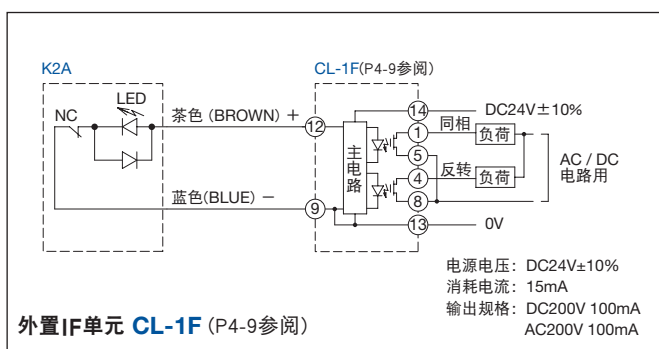 K2A
CL-1F(P4-9参阅)
LED
NC
茶色 (BROWN) +
12
14
DC24V±10%
同相
1
负荷
5
主电路
反转
4
负荷
8
AC / DC
电路用
蓝色(BLUE) −
9
13
0V
电源电压: DC24V±10%
消耗电流: 15mA
输出规格: DC200V 100mA
AC200V 100mA
外置IF单元 CL-1F (P4-9参阅)